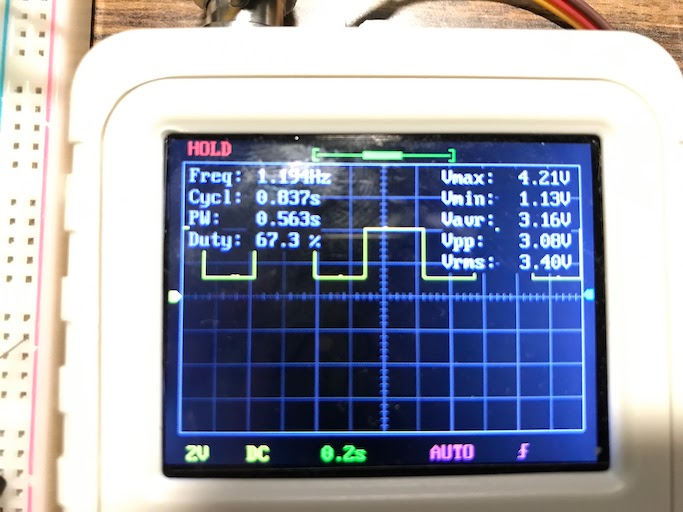 HOLD
Freq: 1.194Hz
Cycl: 0.837s
PW: 0.563s
Duty: 67.3 %
Vmax: 4.21V
Vmin: 1.13V
Vavr: 3.16V
Vpp: 3.08V
Vrms: 3.40V
2V DC 0.2s AUTO